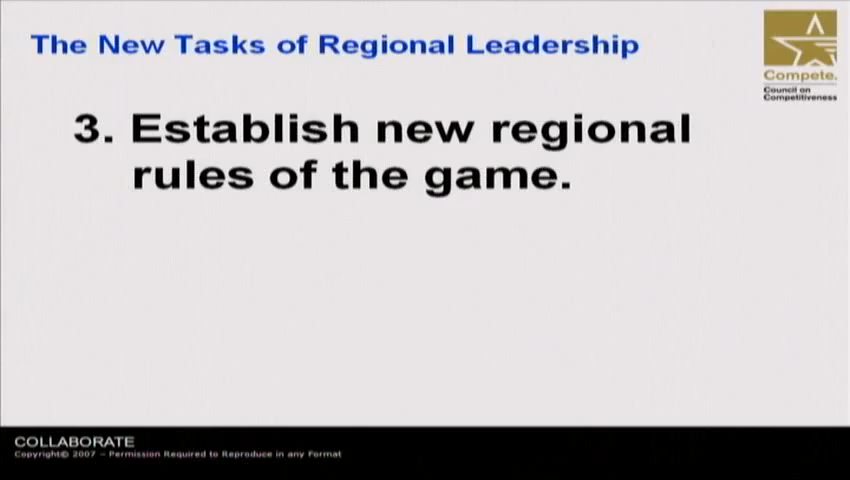 The New Tasks of Regional Leadership
Compete.
Council on
Competitiveness
3. Establish new regional
rules of the game.
COLLABORATE
Copyright© 2007 – Permission Required to Reproduce in any Format